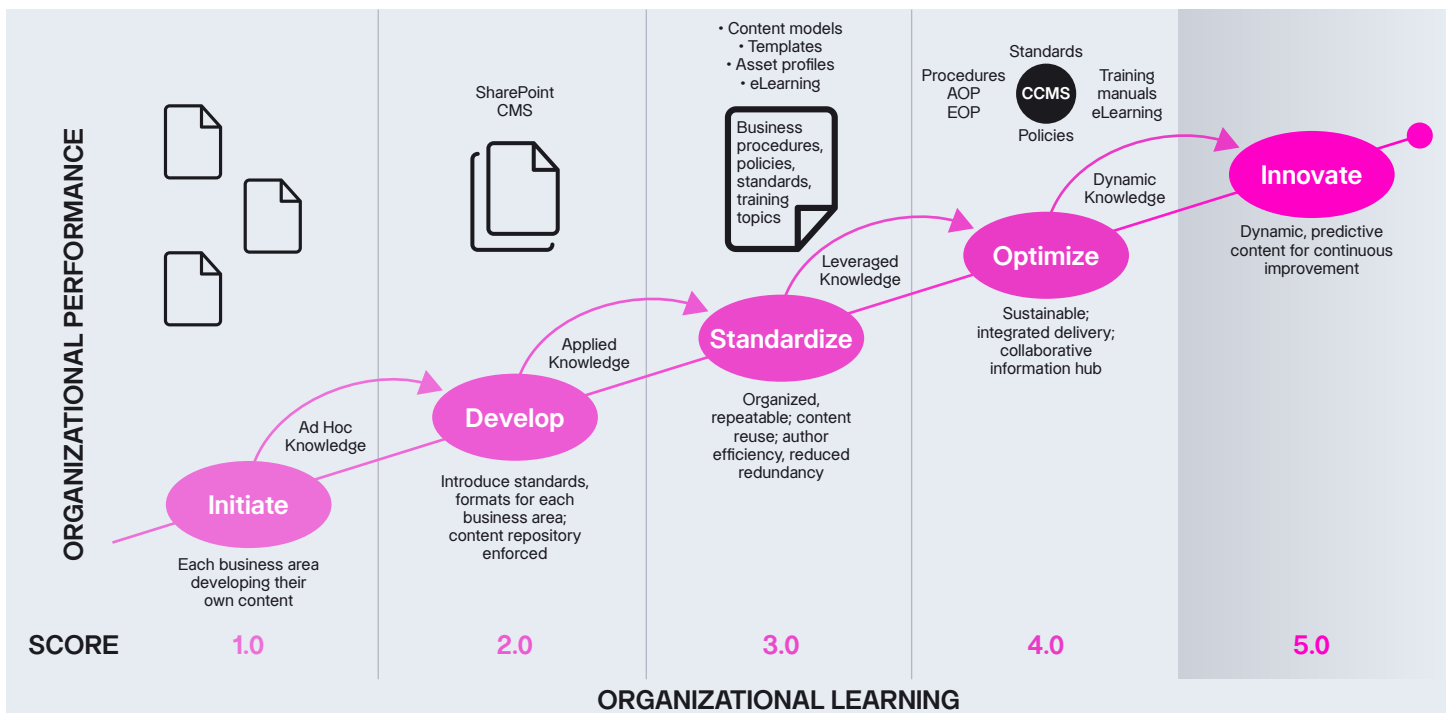 ORGANIZATIONAL PERFORMANCE
Initiate
Each business area
developing their
own content
Ad Hoc
Knowledge
SharePoint
CMS
Develop
Introduce standards,
formats for each
business area;
content repository
enforced
Applied
Knowledge
• Content models
• Templates
• Asset profiles
• eLearning
Business
procedures,
policies,
standards,
training
topics
Standardize
Organized,
repeatable; content
reuse; author
efficiency, reduced
redundancy
Leveraged
Knowledge
Standards
Procedures
AOP
EOP
CCMS
Training
manuals
eLearning
Policies
Optimize
Sustainable;
integrated delivery;
collaborative
information hub
Dynamic
Knowledge
Innovate
Dynamic, predictive
content for continuous
improvement
SCORE 1.0 2.0 3.0 4.0 5.0
ORGANIZATIONAL LEARNING